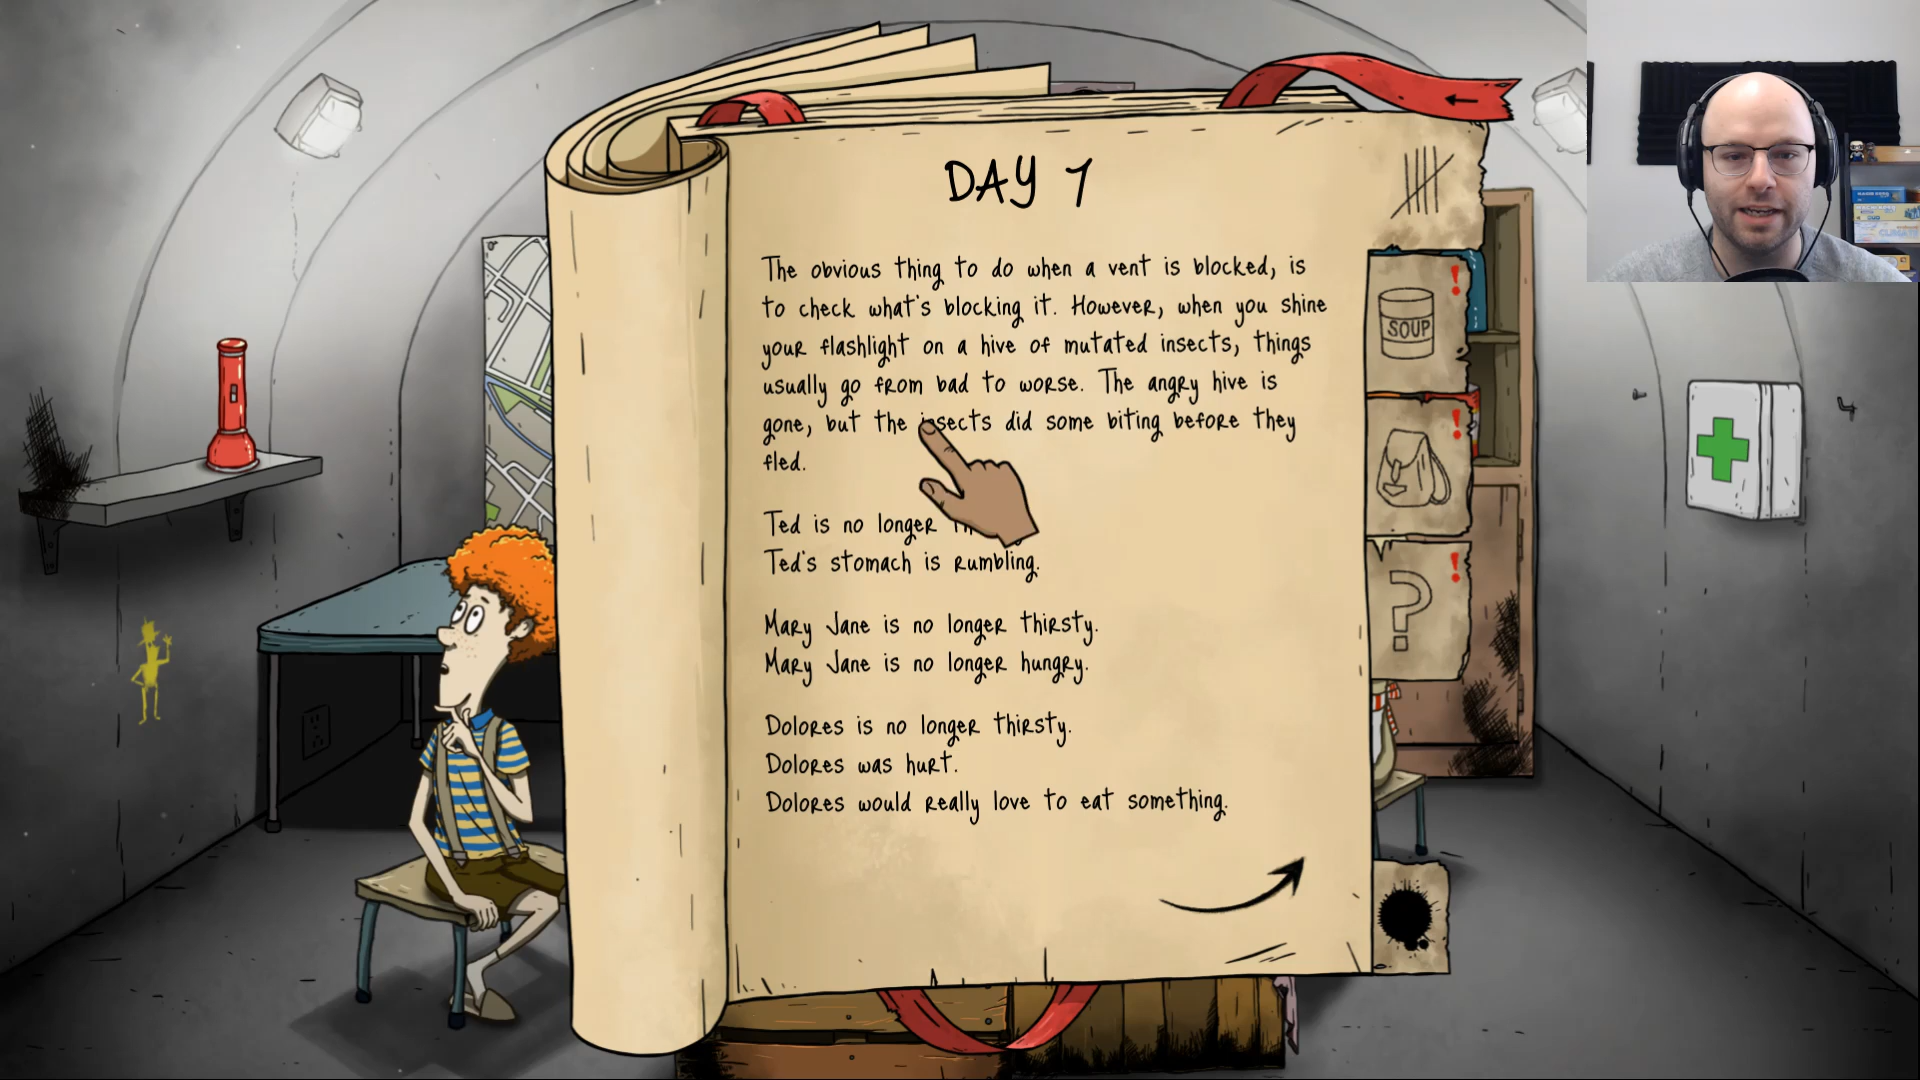 DAY 7
The obvious thing to do when a vent is blocked, is
to check what's blocking it. However, when you shine
your flashlight on a hive of mutated insects, things
usually go from bad to worse. The angry hive is
gone, but the insects did some biting before they
fled.
Ted is no longer
Ted's stomach is rumbling.
Mary Jane is no longer thirsty.
Mary Jane is no longer hungry.
Dolores is no longer thirsty.
Dolores was hurt.
Dolores would really love to eat something.
!
SOUP
!
!
?